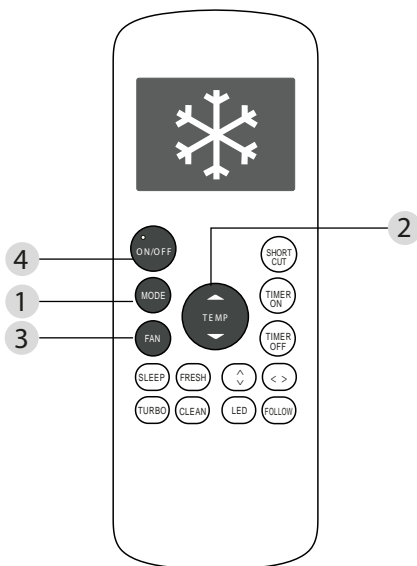 2
4
ON/OFF
SHORT
CUT
1
MODE
TEMP
TIMER
ON
3
FAN
TIMER
OFF
SLEEP FRESH < >
TURBO CLEAN LED FOLLOW